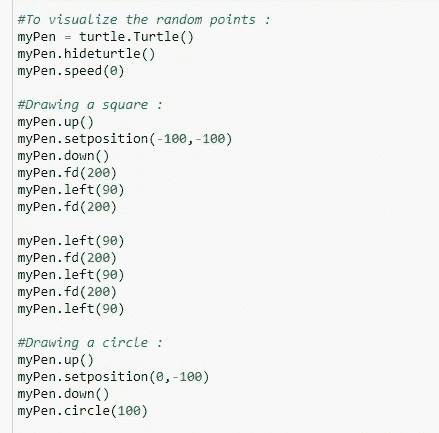 #To visualize the random points :
myPen = turtle.Turtle()
myPen.hideturtle()
myPen.speed(0)
#Drawing a square :
myPen.up()
myPen.setposition(-100,-100)
myPen.down()
myPen.fd(200)
myPen.left(90)
myPen.fd(200)
myPen.left(90)
myPen.fd(200)
myPen.left(90)
myPen.fd(200)
myPen.left(90)
#Drawing a circle :
myPen.up()
myPen.setposition(0,-100)
myPen.down()
myPen.circle(100)